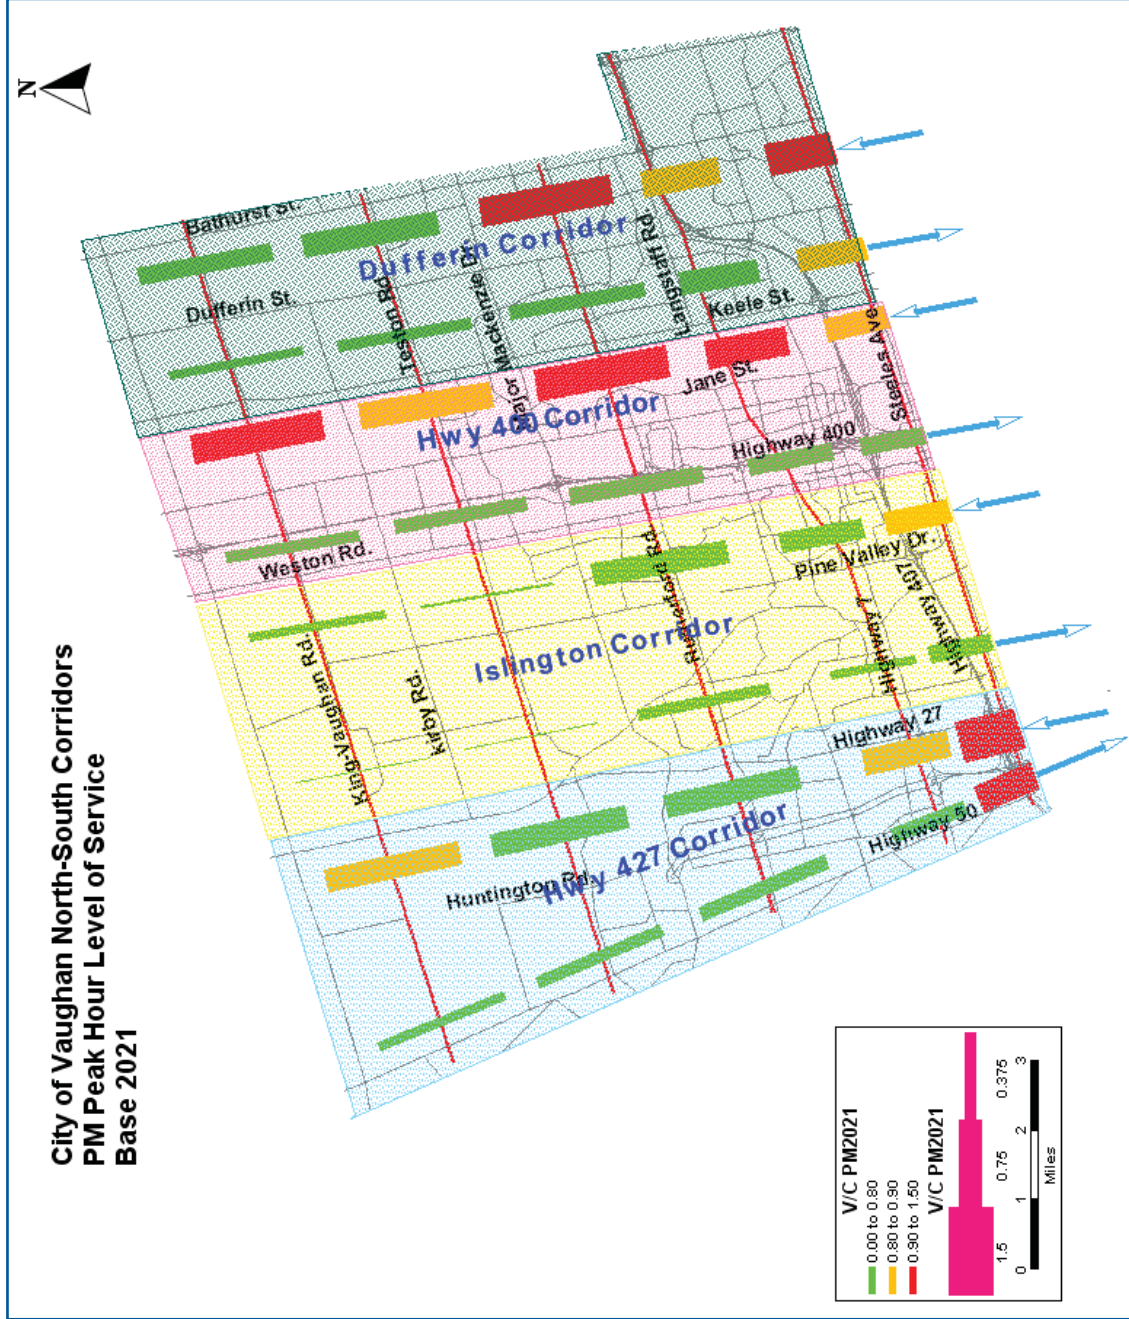 City of Vaughan North-South Corridors
PM Peak Hour Level of Service
Base 2021
N
Bathurst St.
Dufferin St.
Dufferin Corridor
Teston Rd.
Major Mackenzie Dr.
Langstaff Rd.
Keele St.
Jane St.
Steeles Ave.
Hwy 400 Corridor
Highway 400
Weston Rd.
Pine Valley Dr.
Highway 407
Highway 7
Rutherford Rd.
Islington Corridor
King-Vaughan Rd.
Kirby Rd.
Highway 27
Highway 50
Hwy 427 Corridor
Huntington Rd.
V/C PM2021
0.00 to 0.80
0.80 to 0.90
0.90 to 1.50
V/C PM2021
1.5 0.75 0.375
0 1 2 3
Miles